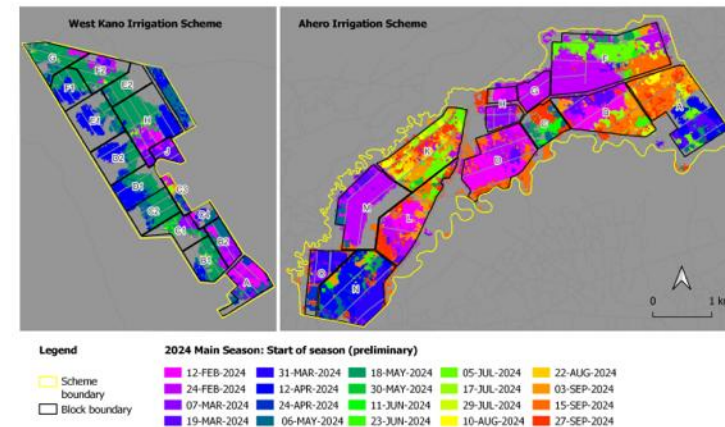 West Kano Irrigation Scheme
Ahero Irrigation Scheme
G
F2
F1
E2
E1
H
D2
J
D1
C3
C2
C4
C1
B2
B1
A
F
G
H
A
B
C
K
D
M
L
O
N
0 1 k
Legend
Scheme boundary
Block boundary
2024 Main Season: Start of season (preliminary)
12-FEB-2024 31-MAR-2024 18-MAY-2024 05-JUL-2024 22-AUG-2024
24-FEB-2024 12-APR-2024 30-MAY-2024 17-JUL-2024 03-SEP-2024
07-MAR-2024 24-APR-2024 11-JUN-2024 29-JUL-2024 15-SEP-2024
19-MAR-2024 06-MAY-2024 23-JUN-2024 10-AUG-2024 27-SEP-2024